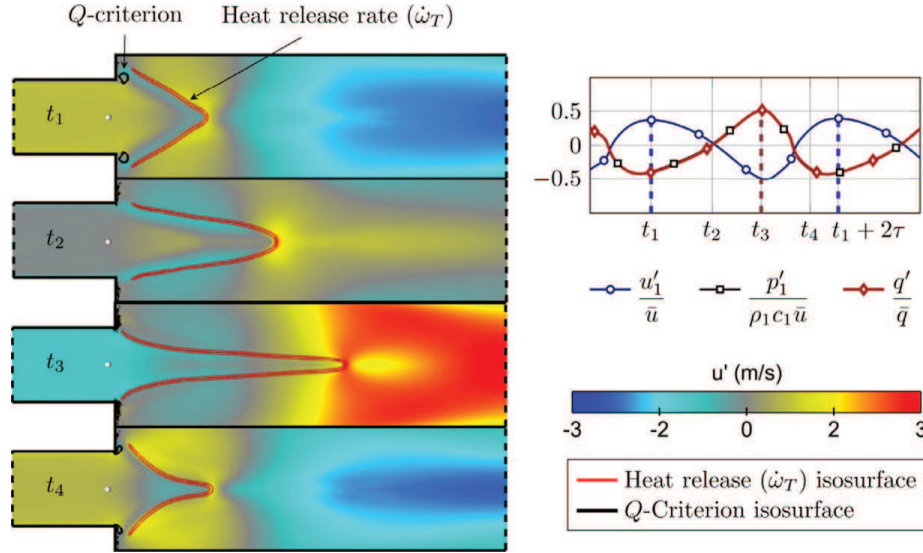 Q-criterion
Heat release rate (ω̇_T)
t₁
t₂
t₃
t₄
0.5
0
−0.5
t₁ t₂ t₃ t₄ t₁ + 2τ
u′₁/ū p′₁/ρ₁c₁ū q′/q̄
u' (m/s)
-3 -2 0 2 3
Heat release (ω̇_T) isosurface
Q-Criterion isosurface